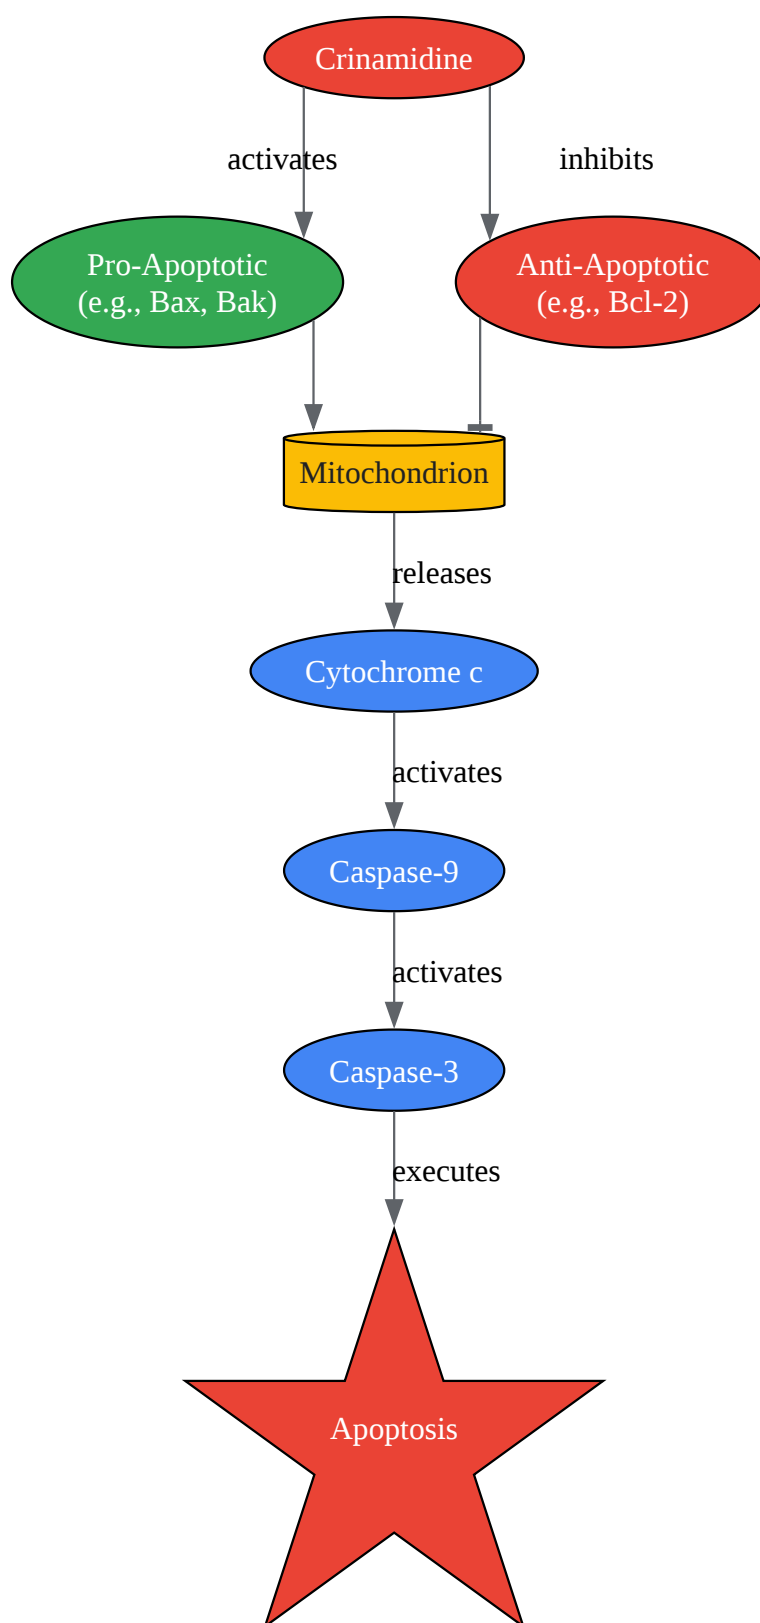 Crinamidine
activates
inhibits
Pro-Apoptotic
(e.g., Bax, Bak)
Anti-Apoptotic
(e.g., Bcl-2)
Mitochondrion
releases
Cytochrome c
activates
Caspase-9
activates
Caspase-3
executes
Apoptosis